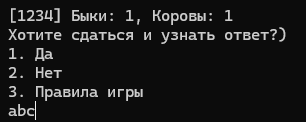 [1234] Быки: 1, Коровы: 1
Хотите сдаться и узнать ответ?)
1. Да
2. Нет
3. Правила игры
abc